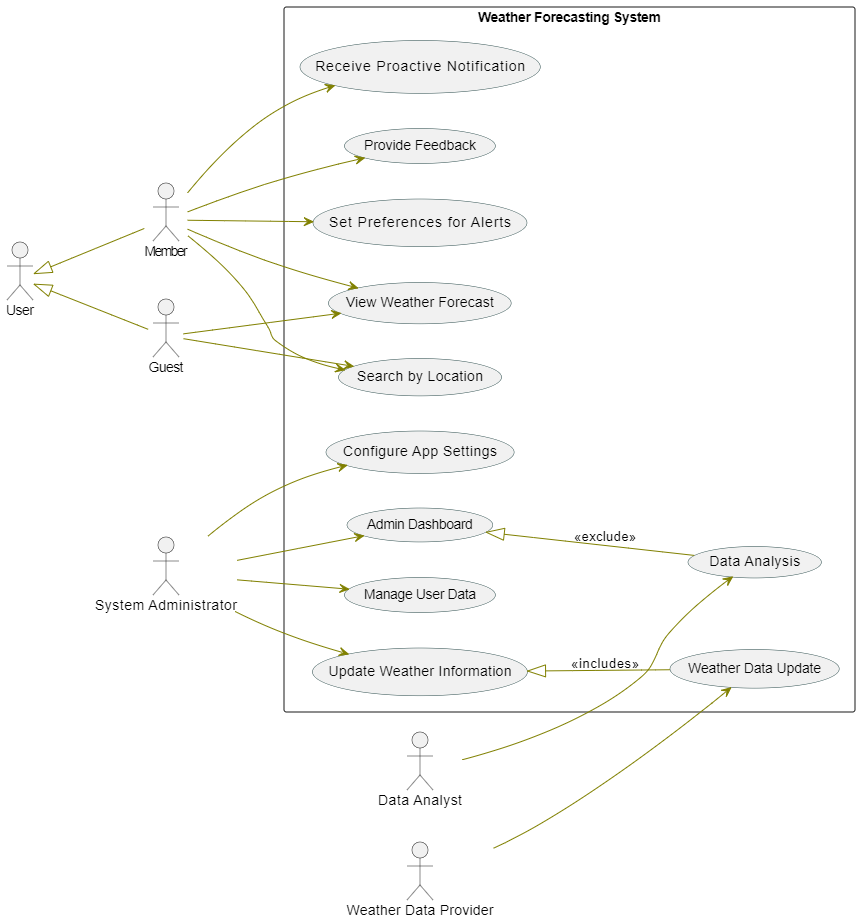 Weather Forecasting System
Receive Proactive Notification
Provide Feedback
Set Preferences for Alerts
Member
View Weather Forecast
User
Guest
Search by Location
Configure App Settings
Admin Dashboard
«exclude»
Data Analysis
System Administrator
Manage User Data
Update Weather Information
«includes»
Weather Data Update
Data Analyst
Weather Data Provider